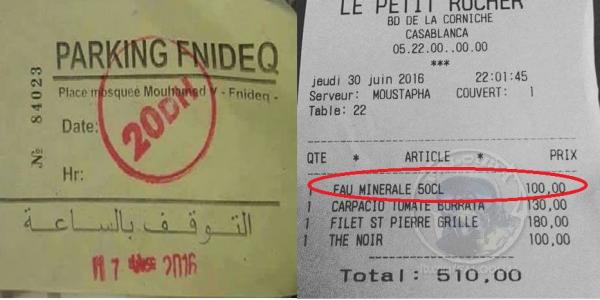 PARKING FNIDEQ
Place mosquée Mouhamed V - Fnideq -
Nº 84023
20DH
Date:
Hr:
التوقف بالساعة
2016
LE PETIT ROCHER
BD DE LA CORNICHE
CASABLANCA
05.22.00..00.00
***
jeudi 30 juin 2016 22:01:45
Serveur: MOUSTAPHA COUVERT: 1
Table: 22
QTE * ARTICLE * PRIX
1 EAU MINERALE 50CL 100,00
1 CARPACIO TOMATE BURRATA 130,00
1 FILET ST PIERRE GRILLE 180,00
1 THE NOIR 100,00
Total: 510,00